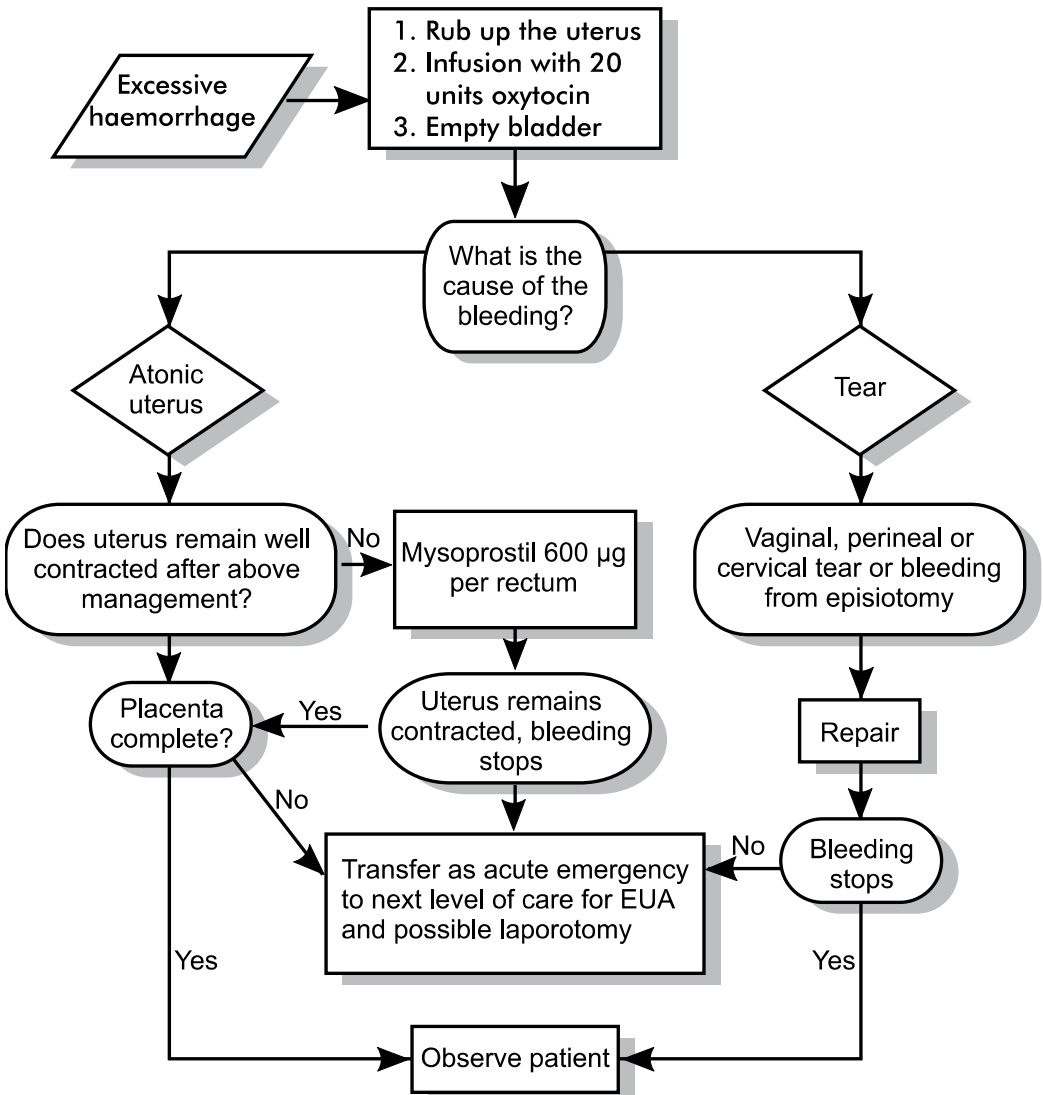 Excessive
haemorrhage
1. Rub up the uterus
2. Infusion with 20
units oxytocin
3. Empty bladder
What is the
cause of the
bleeding?
Atonic
uterus
Tear
Does uterus remain well
contracted after above
management?
No
Mysoprostil 600 µg
per rectum
Vaginal, perineal or
cervical tear or bleeding
from episiotomy
Placenta
complete?
Yes
Uterus remains
contracted, bleeding
stops
Repair
No
Transfer as acute emergency
to next level of care for EUA
and possible laporotomy
No
Bleeding
stops
Yes
Yes
Observe patient